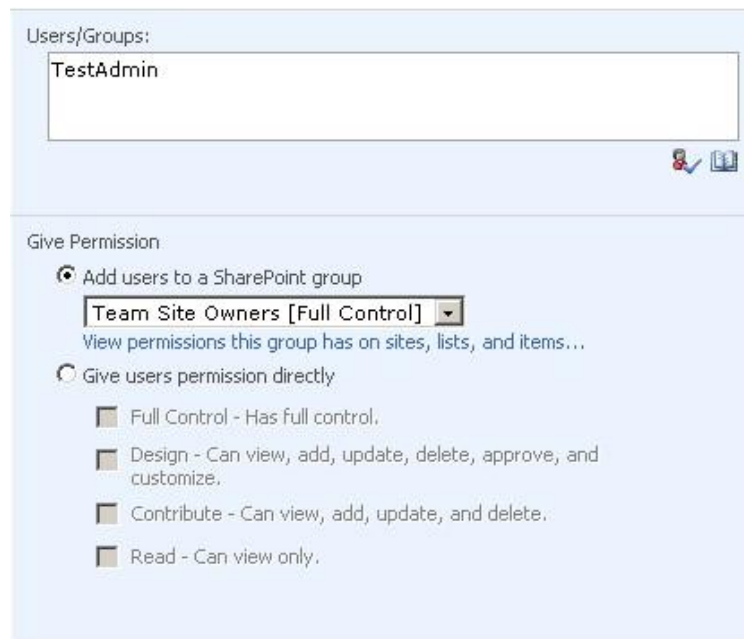 Users/Groups:
TestAdmin
Give Permission
Add users to a SharePoint group
Team Site Owners [Full Control]
View permissions this group has on sites, lists, and items...
Give users permission directly
Full Control - Has full control.
Design - Can view, add, update, delete, approve, and
customize.
Contribute - Can view, add, update, and delete.
Read - Can view only.